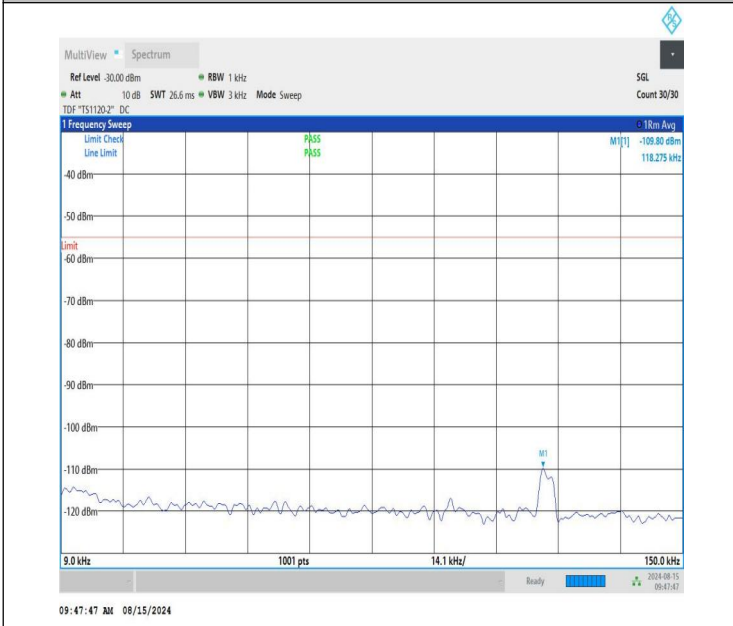 R S
MultiView Spectrum
Ref Level -30.00 dBm RBW 1 kHz SGL
Att 10 dB SWT 26.6 ms VBW 3 kHz Mode Sweep Count 30/30
TDF "TS1120-2" DC
1 Frequency Sweep 1Rm Avg
Limit Check PASS M1[1] -109.80 dBm
Line Limit PASS 118.275 kHz
-40 dBm
-50 dBm
Limit
-60 dBm
-70 dBm
-80 dBm
-90 dBm
-100 dBm
M1
-110 dBm
-120 dBm
9.0 kHz 1001 pts 14.1 kHz/ 150.0 kHz
Ready 2024-08-15
09:47:47
09:47:47 AM 08/15/2024